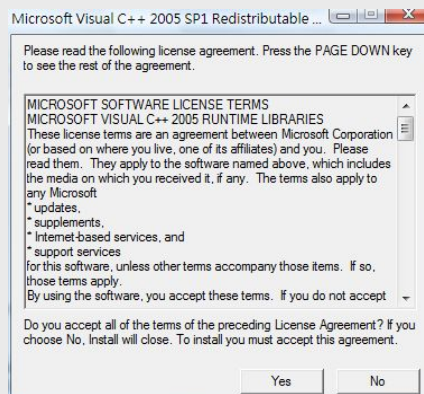 Microsoft Visual C++ 2005 SP1 Redistributable ...
Please read the following license agreement. Press the PAGE DOWN key
to see the rest of the agreement.
MICROSOFT SOFTWARE LICENSE TERMS
MICROSOFT VISUAL C++ 2005 RUNTIME LIBRARIES
These license terms are an agreement between Microsoft Corporation
(or based on where you live, one of its affiliates) and you.  Please
read them.  They apply to the software named above, which includes
the media on which you received it, if any.  The terms also apply to
any Microsoft
* updates,
* supplements,
* Internet-based services, and
* support services
for this software, unless other terms accompany those items.  If so,
those terms apply.
By using the software, you accept these terms.  If you do not accept
Do you accept all of the terms of the preceding License Agreement? If you
choose No, Install will close. To install you must accept this agreement.
Yes No